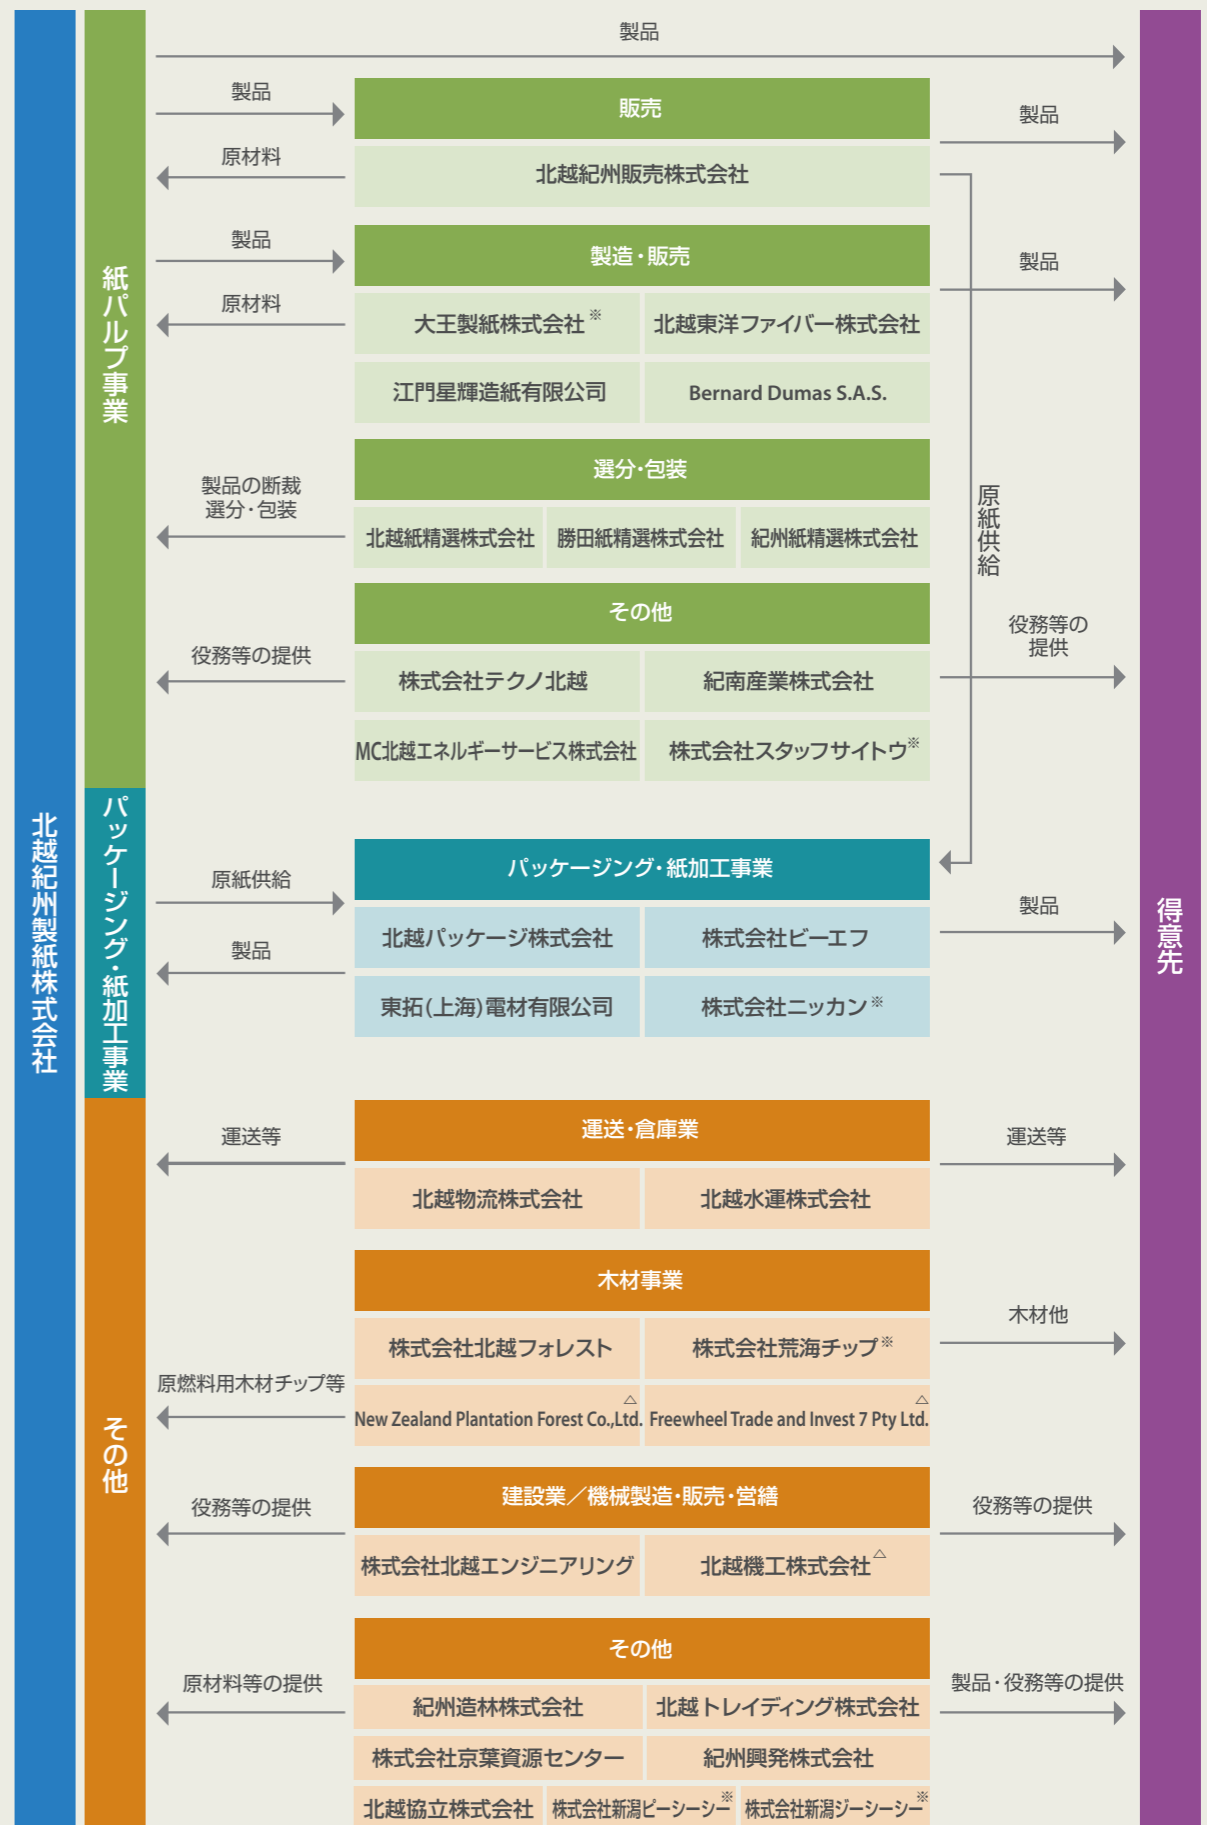 北越紀州製紙株式会社
紙パルプ事業
製品
製品
原材料
販売
北越紀州販売株式会社
製品
原紙供給
製品
原材料
製造・販売
大王製紙株式会社※
北越東洋ファイバー株式会社
江門星輝造紙有限公司
Bernard Dumas S.A.S.
製品
製品の断裁
選分・包装
選分・包装
北越紙精選株式会社
勝田紙精選株式会社
紀州紙精選株式会社
役務等の提供
その他
株式会社テクノ北越
紀南産業株式会社
MC北越エネルギーサービス株式会社
株式会社スタッフサイトウ※
役務等の
提供
パッケージング・紙加工事業
原紙供給
製品
パッケージング・紙加工事業
北越パッケージ株式会社
株式会社ビーエフ
東拓(上海)電材有限公司
株式会社ニッカン※
製品
その他
運送等
運送・倉庫業
北越物流株式会社
北越水運株式会社
運送等
原燃料用木材チップ等
木材事業
株式会社北越フォレスト
株式会社荒海チップ※
New Zealand Plantation Forest Co.,Ltd.△
Freewheel Trade and Invest 7 Pty Ltd.△
木材他
役務等の提供
建設業／機械製造・販売・営繕
株式会社北越エンジニアリング
北越機工株式会社△
役務等の提供
原材料等の提供
その他
紀州造林株式会社
北越トレイディング株式会社
株式会社京葉資源センター
紀州興発株式会社
北越協立株式会社
株式会社新潟ピーシーシー※
株式会社新潟ジーシーシー※
製品・役務等の提供
得意先